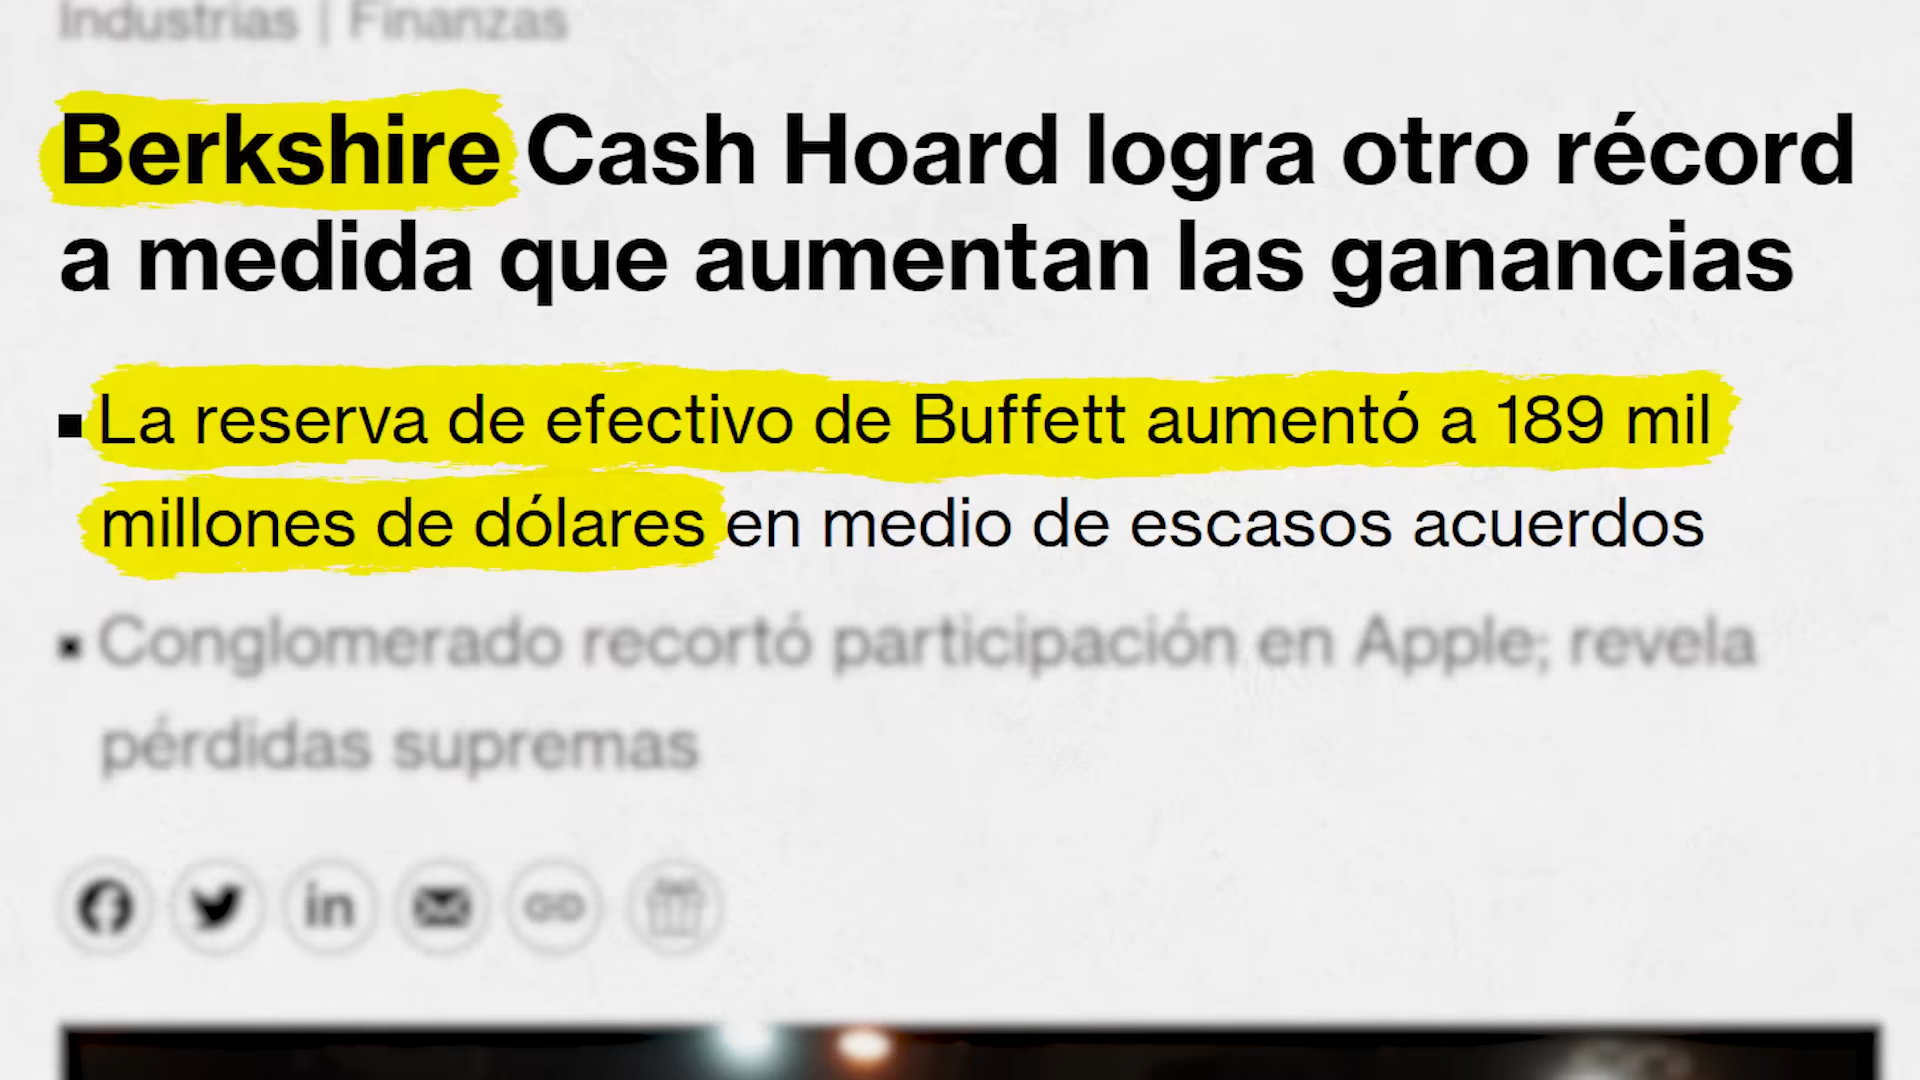 Industrias | Finanzas
Berkshire Cash Hoard logra otro récord
a medida que aumentan las ganancias
La reserva de efectivo de Buffett aumentó a 189 mil
millones de dólares en medio de escasos acuerdos
Conglomerado recortó participación en Apple; revela
pérdidas supremas